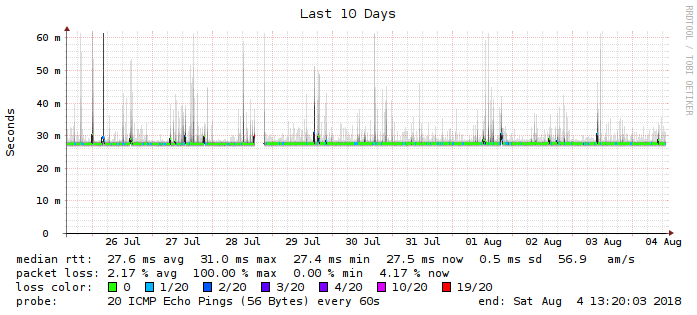 Last 10 Days
RRDTOOL / TOBI OETIKER
Seconds
60 m
50 m
40 m
30 m
20 m
10 m
0
26 Jul 27 Jul 28 Jul 29 Jul 30 Jul 31 Jul 01 Aug 02 Aug 03 Aug 04 Aug
median rtt: 27.6 ms avg 31.0 ms max 27.4 ms min 27.5 ms now 0.5 ms sd 56.9 am/s
packet loss: 2.17 % avg 100.00 % max 0.00 % min 4.17 % now
loss color: 0 1/20 2/20 3/20 4/20 10/20 19/20
probe: 20 ICMP Echo Pings (56 Bytes) every 60s end: Sat Aug 4 13:20:03 2018